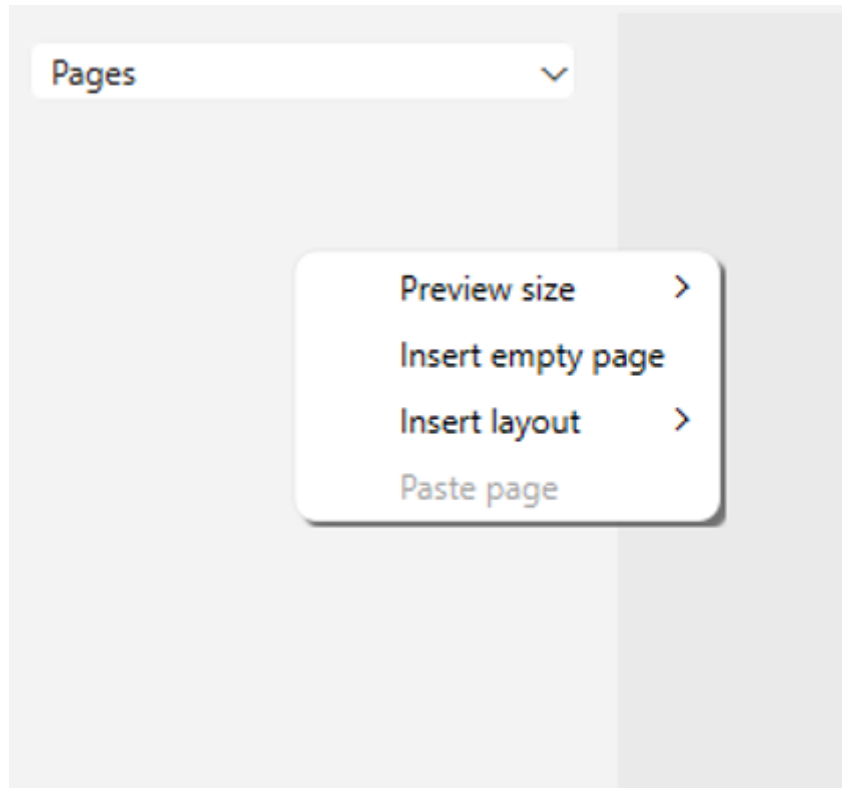 Pages
Preview size
Insert empty page
Insert layout
Paste page